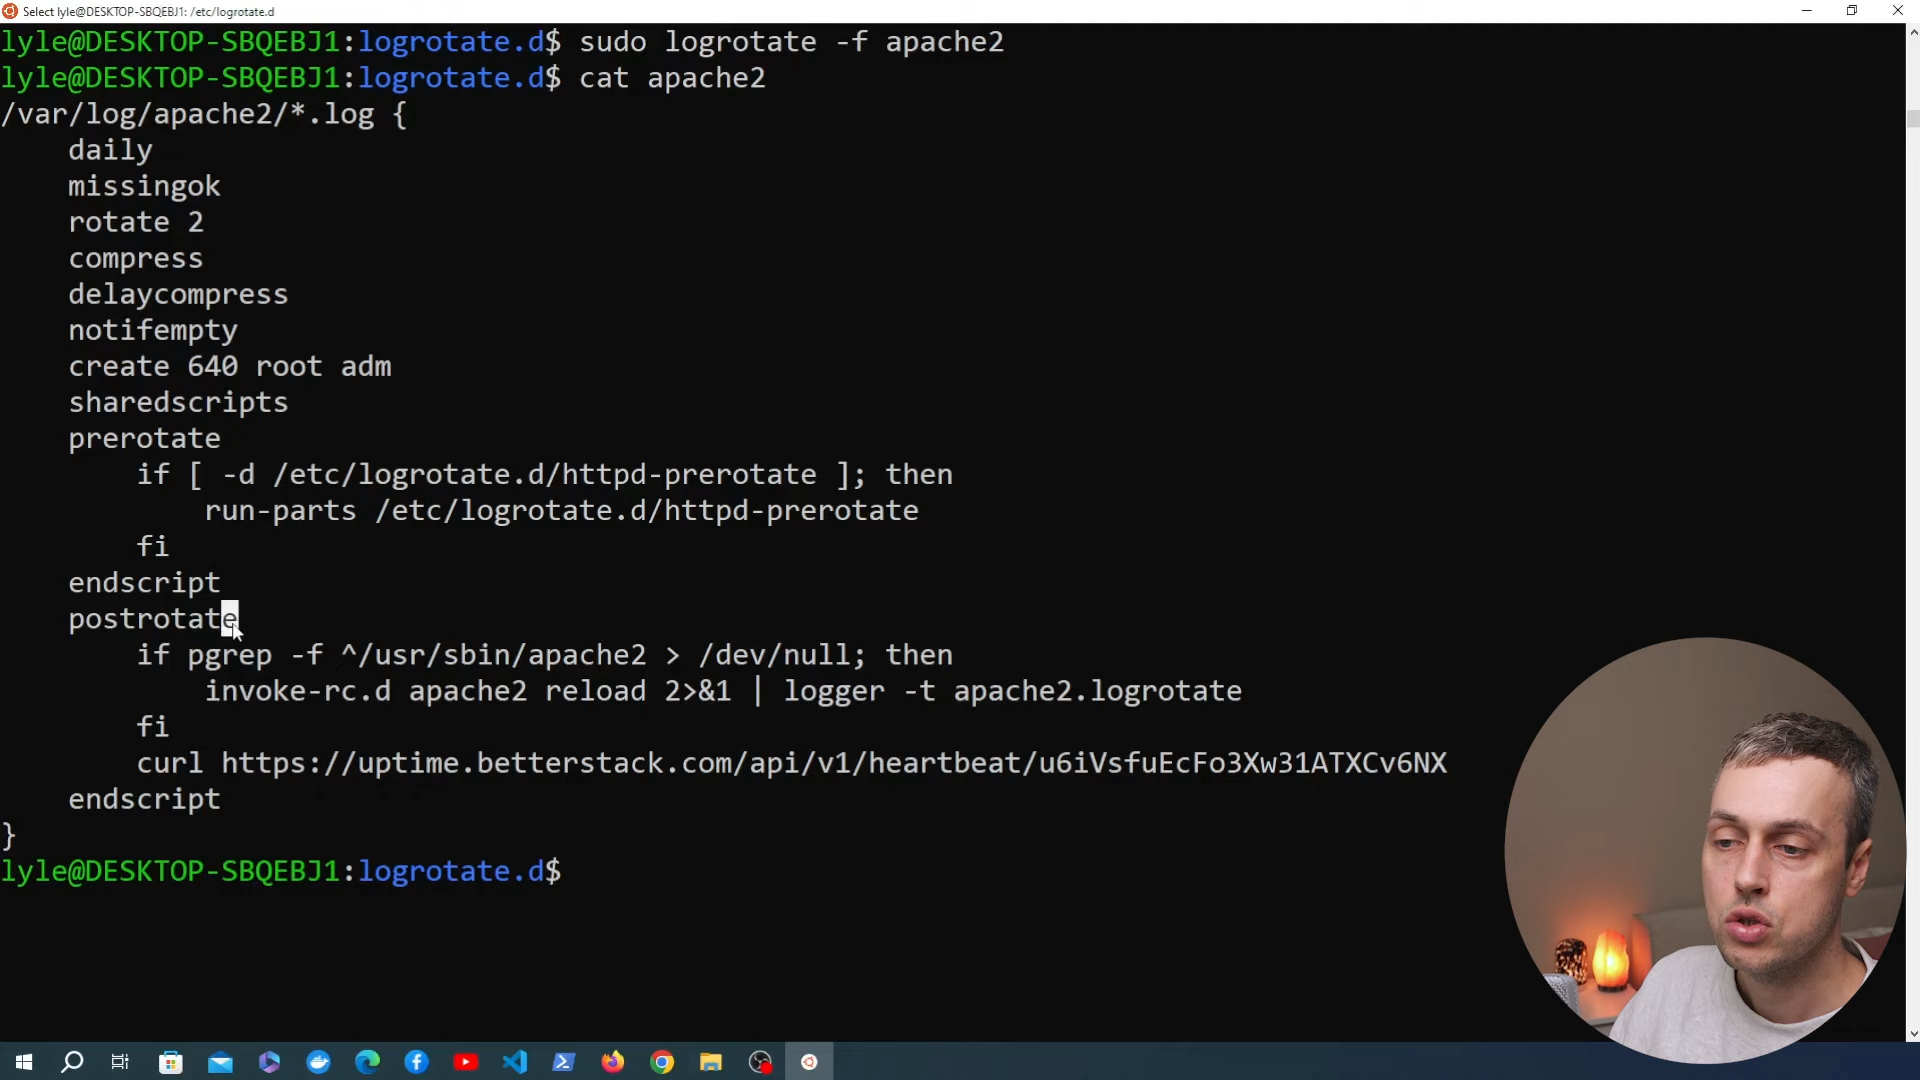 Select lyle@DESKTOP-SBQEBJ1: /etc/logrotate.d
lyle@DESKTOP-SBQEBJ1:logrotate.d$ sudo logrotate -f apache2
lyle@DESKTOP-SBQEBJ1:logrotate.d$ cat apache2
/var/log/apache2/*.log {
    daily
    missingok
    rotate 2
    compress
    delaycompress
    notifempty
    create 640 root adm
    sharedscripts
    prerotate
        if [ -d /etc/logrotate.d/httpd-prerotate ]; then
            run-parts /etc/logrotate.d/httpd-prerotate
        fi
    endscript
    postrotate
        if pgrep -f ^/usr/sbin/apache2 > /dev/null; then
            invoke-rc.d apache2 reload 2>&1 | logger -t apache2.logrotate
        fi
        curl https://uptime.betterstack.com/api/v1/heartbeat/u6iVsfuEcFo3Xw31ATXCv6NX
    endscript
}
lyle@DESKTOP-SBQEBJ1:logrotate.d$